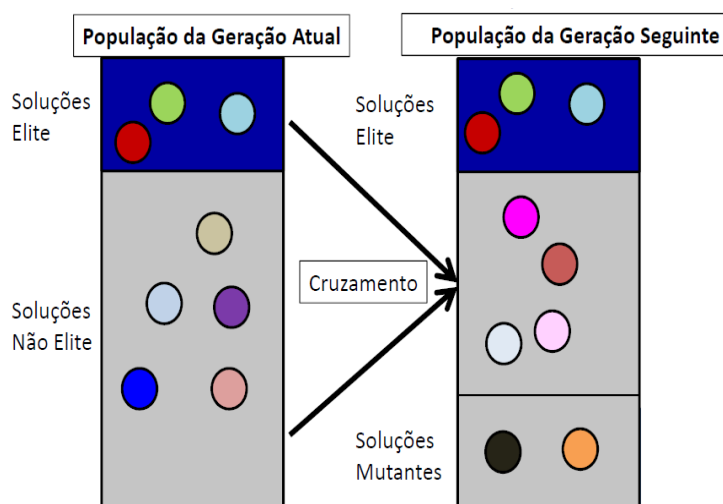 População da Geração Atual
População da Geração Seguinte
Soluções
Elite
Soluções
Elite
Cruzamento
Soluções
Não Elite
Soluções
Mutantes